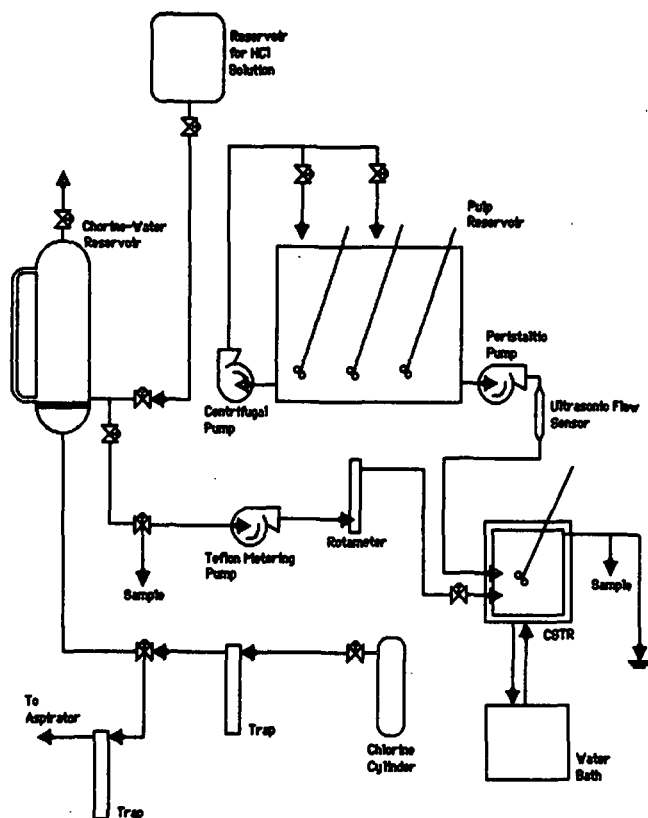 Reservoir
for HCl
Solution
Chorine-Water
Reservoir
Pulp
Reservoir
Peristaltic
Pump
Centrifugal
Pump
Ultrasonic Flow
Sensor
Rotameter
Teflon Metering
Pump
Sample
Sample
CSTR
To
Aspirator
Trap
Chlorine
Cylinder
Water
Bath
Trap